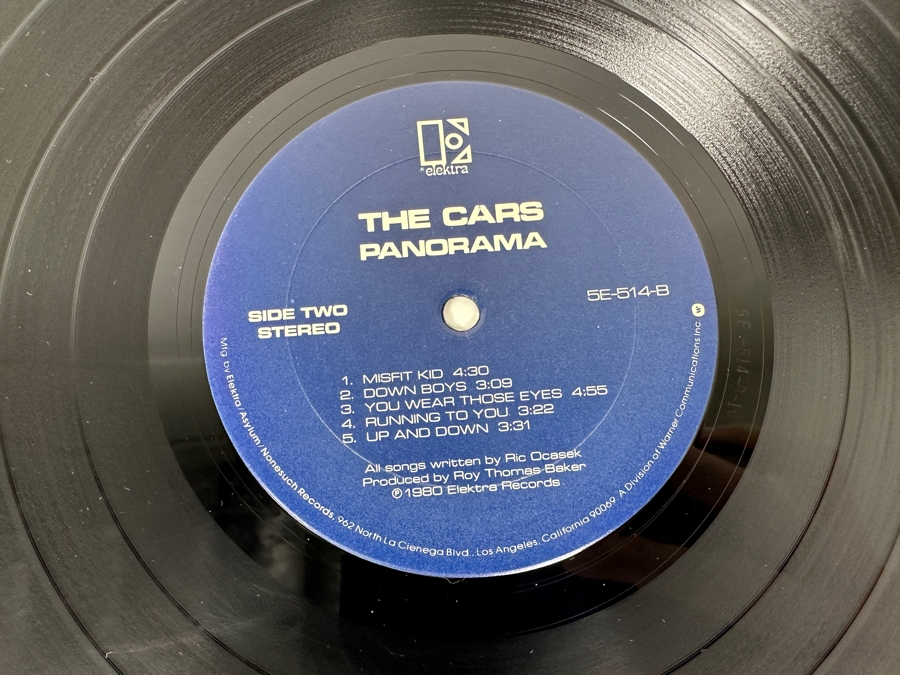 elektra
THE CARS
PANORAMA
5E-514-B
SIDE TWO
STEREO
1. MISFIT KID 4:30
2. DOWN BOYS 3:09
3. YOU WEAR THOSE EYES 4:55
4. RUNNING TO YOU 3:22
5. UP AND DOWN 3:31
All songs written by Ric Ocasek
Produced by Roy Thomas Baker
℗ 1980 Elektra Records
Mfg by Elektra/Asylum/Nonesuch Records, 962 North La Cienega Blvd., Los Angeles, California 90069. A Division of Warner Communications Inc.